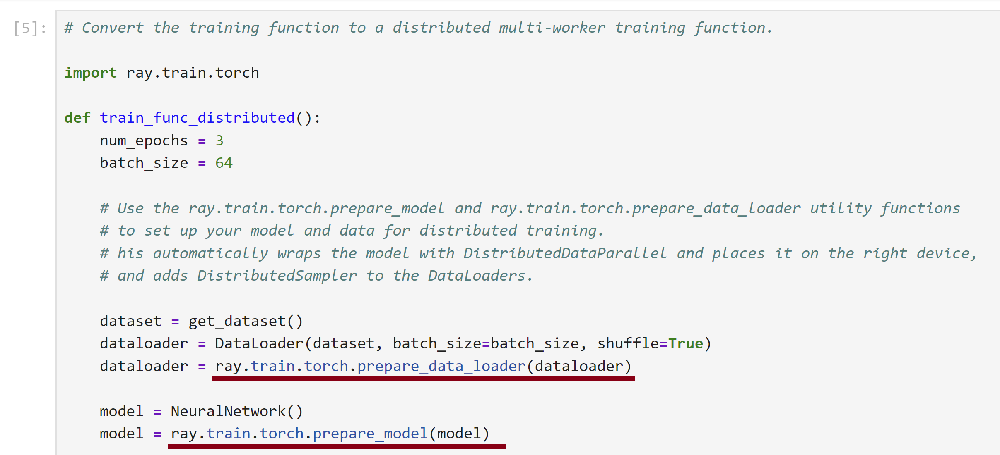 [5]:
# Convert the training function to a distributed multi-worker training function.
import ray.train.torch
def train_func_distributed():
    num_epochs = 3
    batch_size = 64
    # Use the ray.train.torch.prepare_model and ray.train.torch.prepare_data_loader utility functions
    # to set up your model and data for distributed training.
    # his automatically wraps the model with DistributedDataParallel and places it on the right device,
    # and adds DistributedSampler to the DataLoaders.
    dataset = get_dataset()
    dataloader = DataLoader(dataset, batch_size=batch_size, shuffle=True)
    dataloader = ray.train.torch.prepare_data_loader(dataloader)
    model = NeuralNetwork()
    model = ray.train.torch.prepare_model(model)